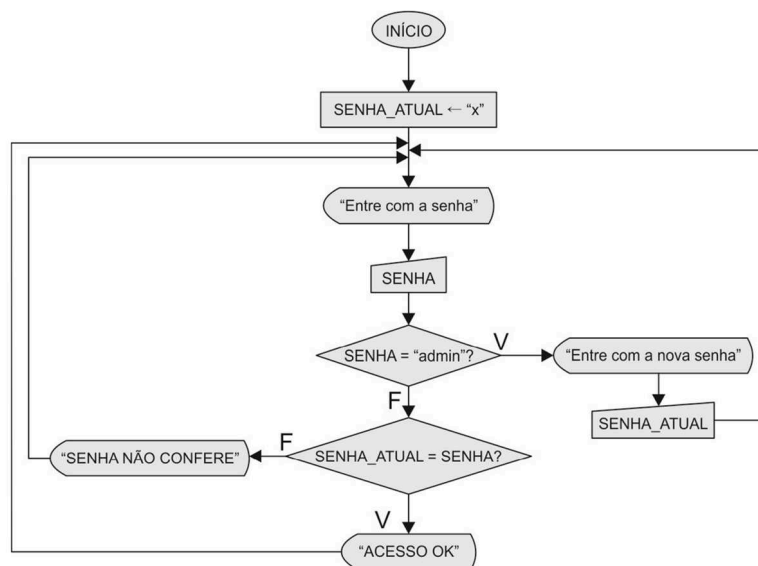 INÍCIO
SENHA_ATUAL ← “x”
“Entre com a senha”
SENHA
SENHA = “admin”?
V
“Entre com a nova senha”
F
SENHA_ATUAL
F
“SENHA NÃO CONFERE”
SENHA_ATUAL = SENHA?
V
“ACESSO OK”